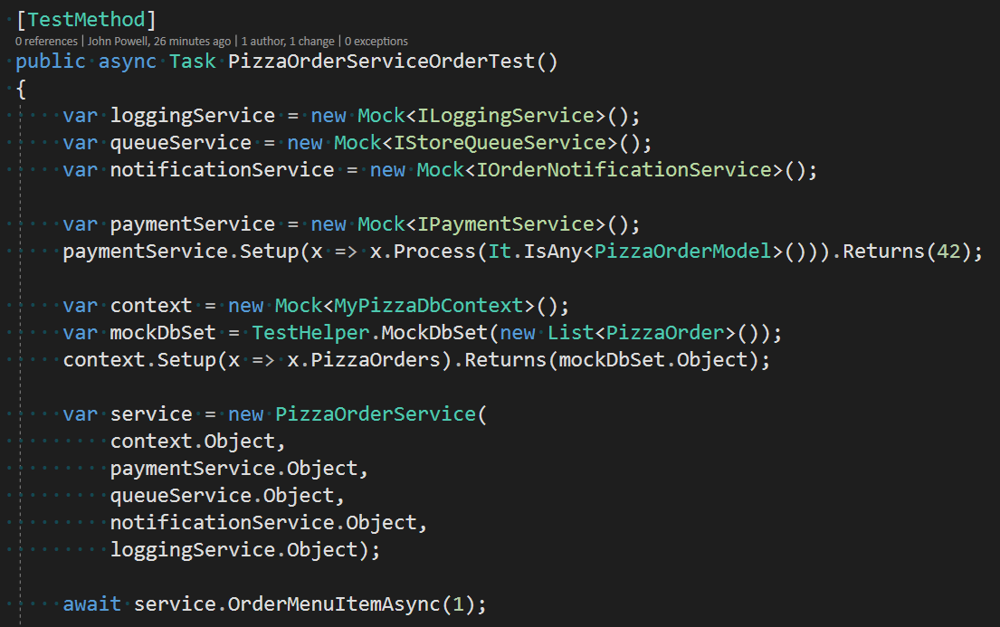 [TestMethod]
0 references | John Powell, 26 minutes ago | 1 author, 1 change | 0 exceptions
public async Task PizzaOrderServiceOrderTest()
{
var loggingService = new Mock<ILoggingService>();
var queueService = new Mock<IStoreQueueService>();
var notificationService = new Mock<IOrderNotificationService>();
var paymentService = new Mock<IPaymentService>();
paymentService.Setup(x => x.Process(It.IsAny<PizzaOrderModel>())).Returns(42);
var context = new Mock<MyPizzaDbContext>();
var mockDbSet = TestHelper.MockDbSet(new List<PizzaOrder>());
context.Setup(x => x.PizzaOrders).Returns(mockDbSet.Object);
var service = new PizzaOrderService(
context.Object,
paymentService.Object,
queueService.Object,
notificationService.Object,
loggingService.Object);
await service.OrderMenuItemAsync(1);